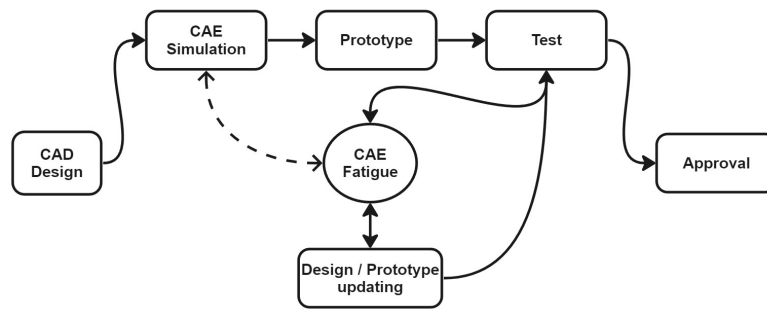 CAE
Simulation
Prototype
Test
CAD
Design
CAE
Fatigue
Approval
Design / Prototype
updating